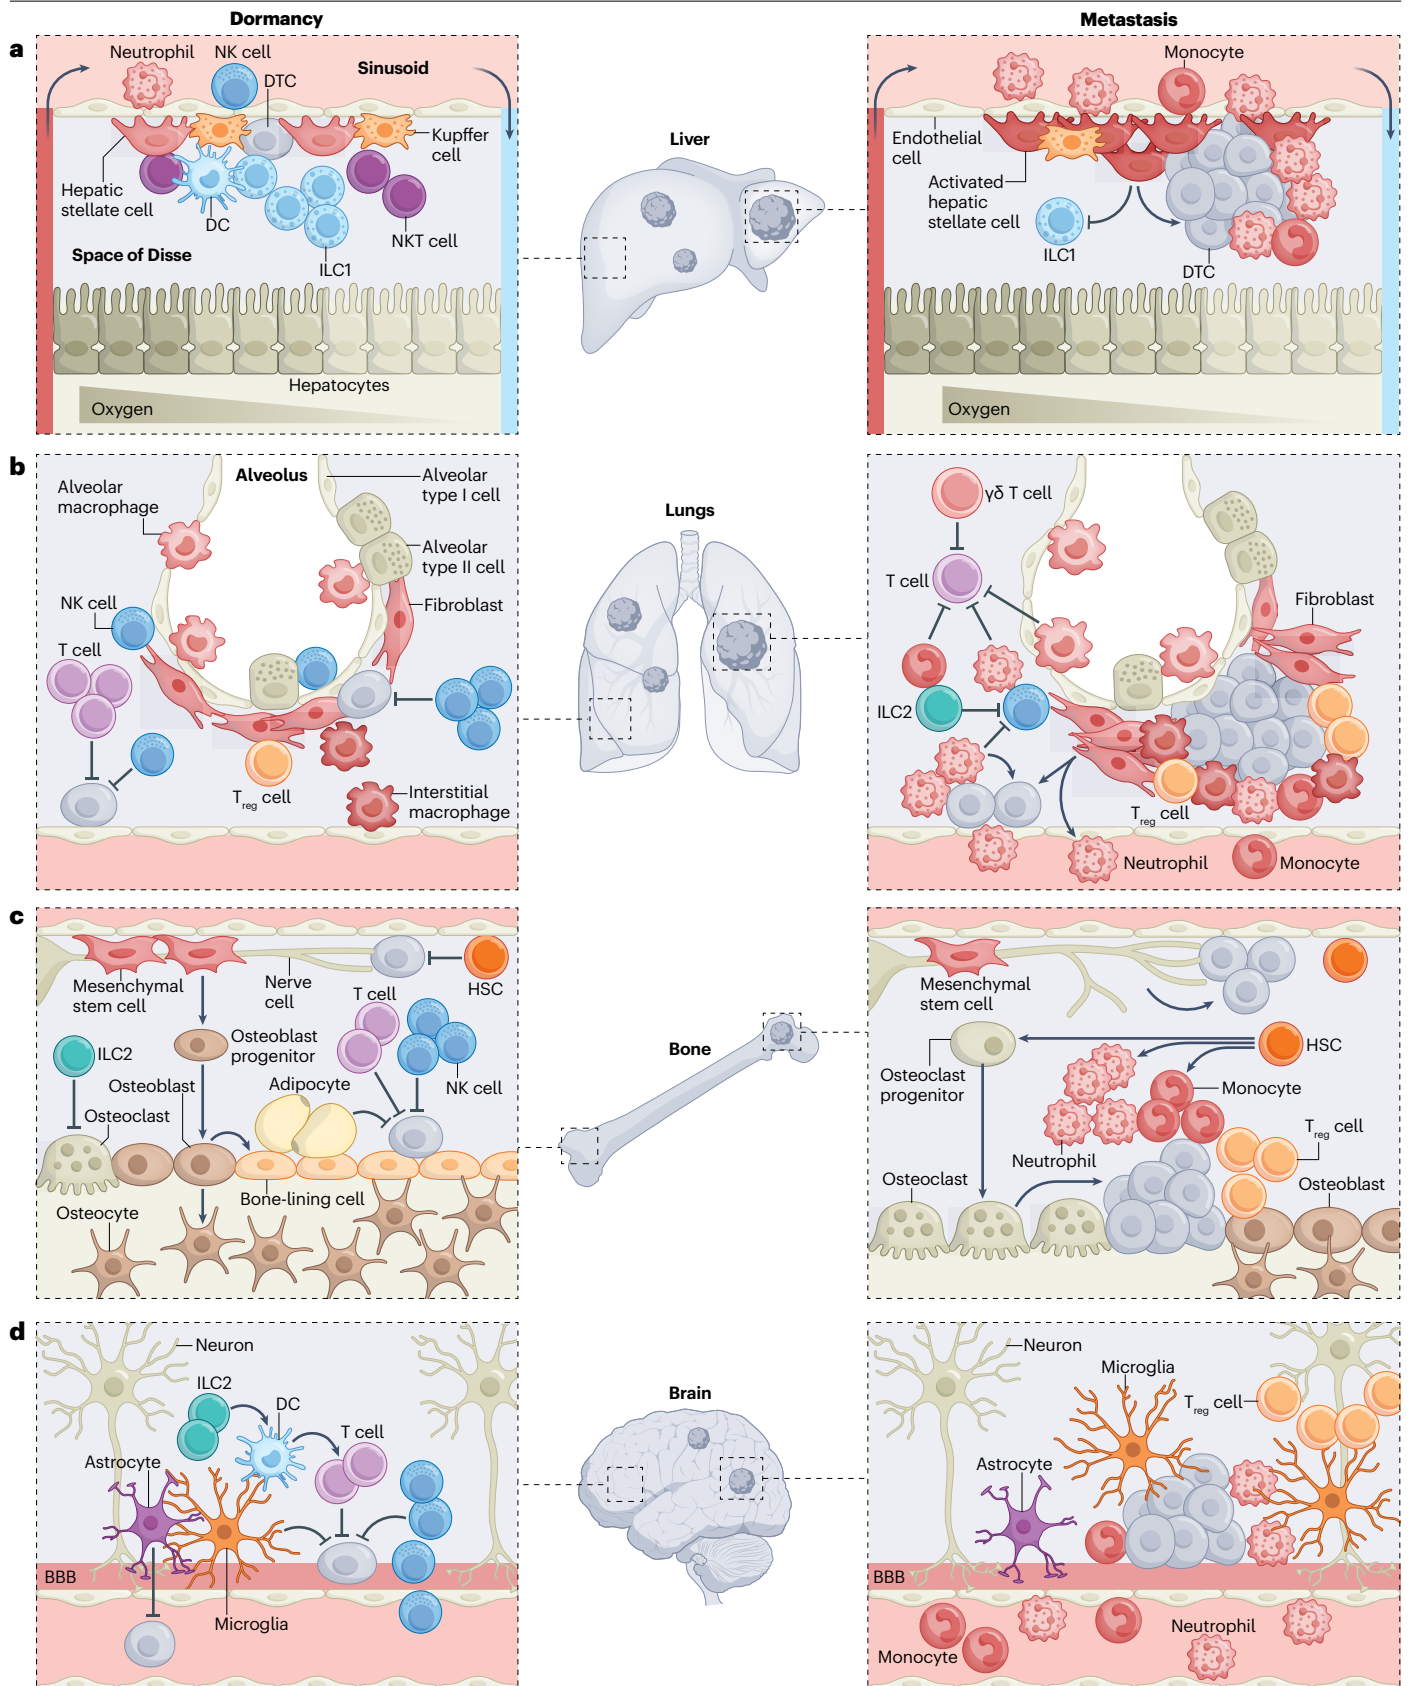 Dormancy
Metastasis
a
Neutrophil
NK cell
DTC
Sinusoid
Kupffer
cell
Hepatic
stellate cell
DC
NKT cell
ILC1
Space of Disse
Hepatocytes
Oxygen
Liver
Monocyte
Endothelial
cell
Activated
hepatic
stellate cell
ILC1
DTC
Oxygen
b
Alveolus
Alveolar
type I cell
Alveolar
macrophage
Alveolar
type II cell
NK cell
Fibroblast
T cell
Treg cell
Interstitial
macrophage
Lungs
γδ T cell
T cell
Fibroblast
ILC2
Treg cell
Neutrophil
Monocyte
c
Mesenchymal
stem cell
Nerve
cell
HSC
T cell
ILC2
Osteoblast
progenitor
NK cell
Adipocyte
Osteoblast
Osteoclast
Bone-lining cell
Osteocyte
Bone
Mesenchymal
stem cell
HSC
Osteoclast
progenitor
Monocyte
Treg cell
Neutrophil
Osteoclast
Osteoblast
d
Neuron
ILC2
DC
T cell
Astrocyte
BBB
Microglia
Brain
Neuron
Microglia
Treg cell
Astrocyte
BBB
Neutrophil
Monocyte